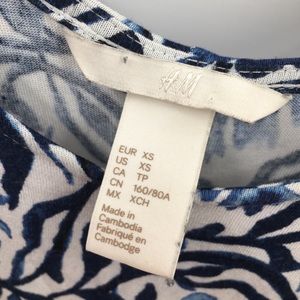 H&M
EUR XS
US XS
CA TP
CN 160/80A
MX XCH
Made in
Cambodia
Fabriqué en
Cambodge